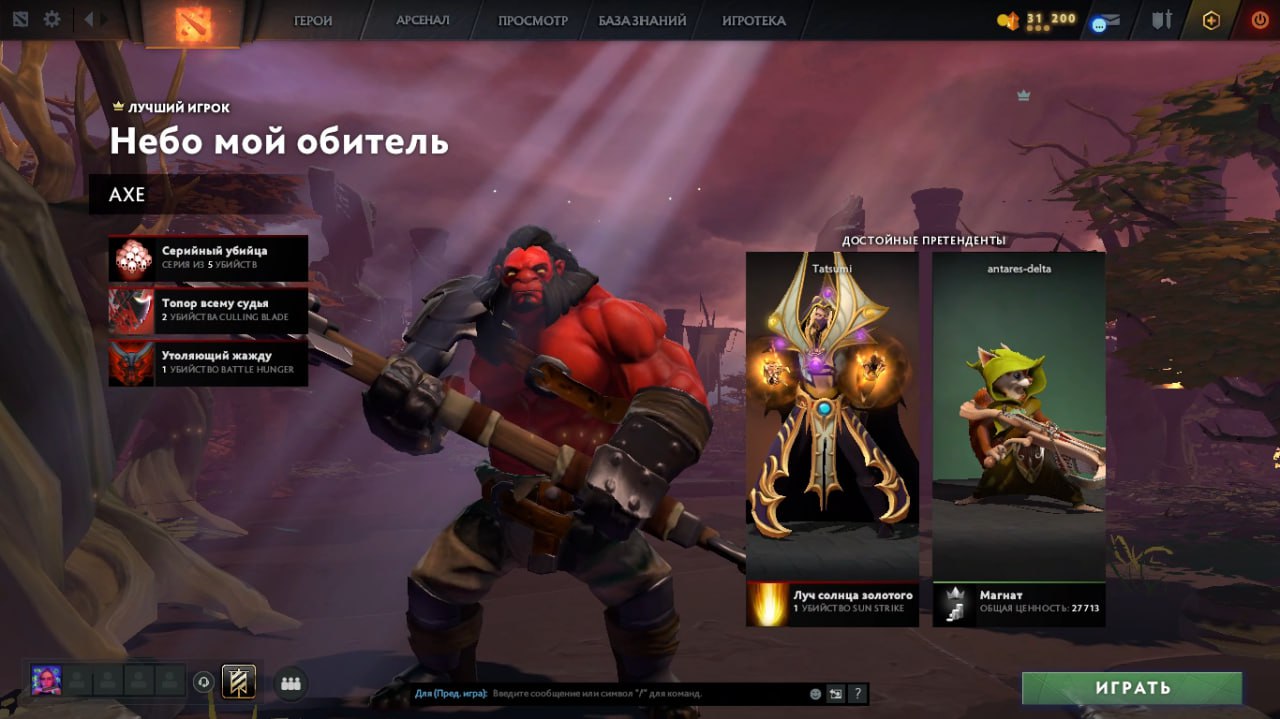 ГЕРОИ
АРСЕНАЛ
ПРОСМОТР
БАЗА ЗНАНИЙ
ИГРОТЕКА
31 200
ЛУЧШИЙ ИГРОК
Небо мой обитель
AXE
Серийный убийца
СЕРИЯ ИЗ 5 УБИЙСТВ
Топор всему судья
2 УБИЙСТВА CULLING BLADE
Утоляющий жажду
1 УБИЙСТВО BATTLE HUNGER
ДОСТОЙНЫЕ ПРЕТЕНДЕНТЫ
Tatsumi
antares-delta
Луч солнца золотого
1 УБИЙСТВО SUN STRIKE
Магнат
ОБЩАЯ ЦЕННОСТЬ: 27 713
Для (Пред. игра): Введите сообщение или символ "/" для команд.
?
ИГРАТЬ